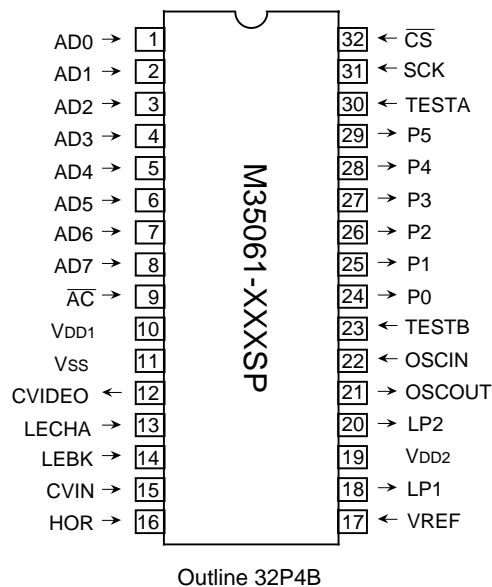 AD0 → 1
AD1 → 2
AD2 → 3
AD3 → 4
AD4 → 5
AD5 → 6
AD6 → 7
AD7 → 8
A̅C̅ → 9
VDD1 10
VSS 11
CVIDEO ← 12
LECHA → 13
LEBK → 14
CVIN → 15
HOR → 16
M35061-XXXSP
32 ← C̅S̅
31 ← SCK
30 ← TESTA
29 → P5
28 → P4
27 → P3
26 → P2
25 → P1
24 → P0
23 ← TESTB
22 ← OSCIN
21 → OSCOUT
20 → LP2
19 VDD2
18 → LP1
17 ← VREF
Outline 32P4B